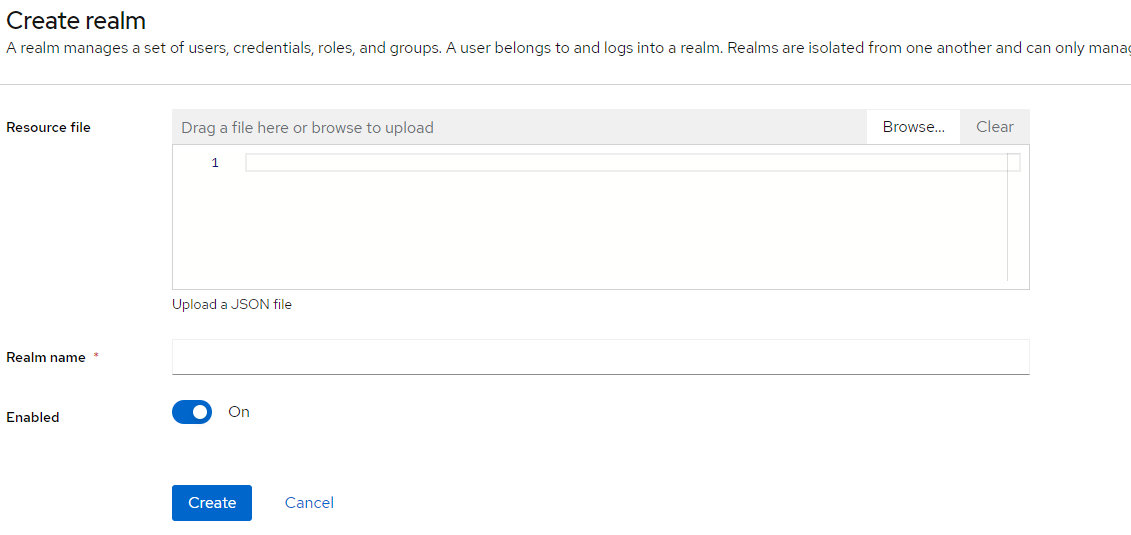 Create realm
A realm manages a set of users, credentials, roles, and groups. A user belongs to and logs into a realm. Realms are isolated from one another and can only
Resource file
Drag a file here or browse to upload
Browse...
Clear
1
Upload a JSON file
Realm name *
Enabled
On
Create
Cancel